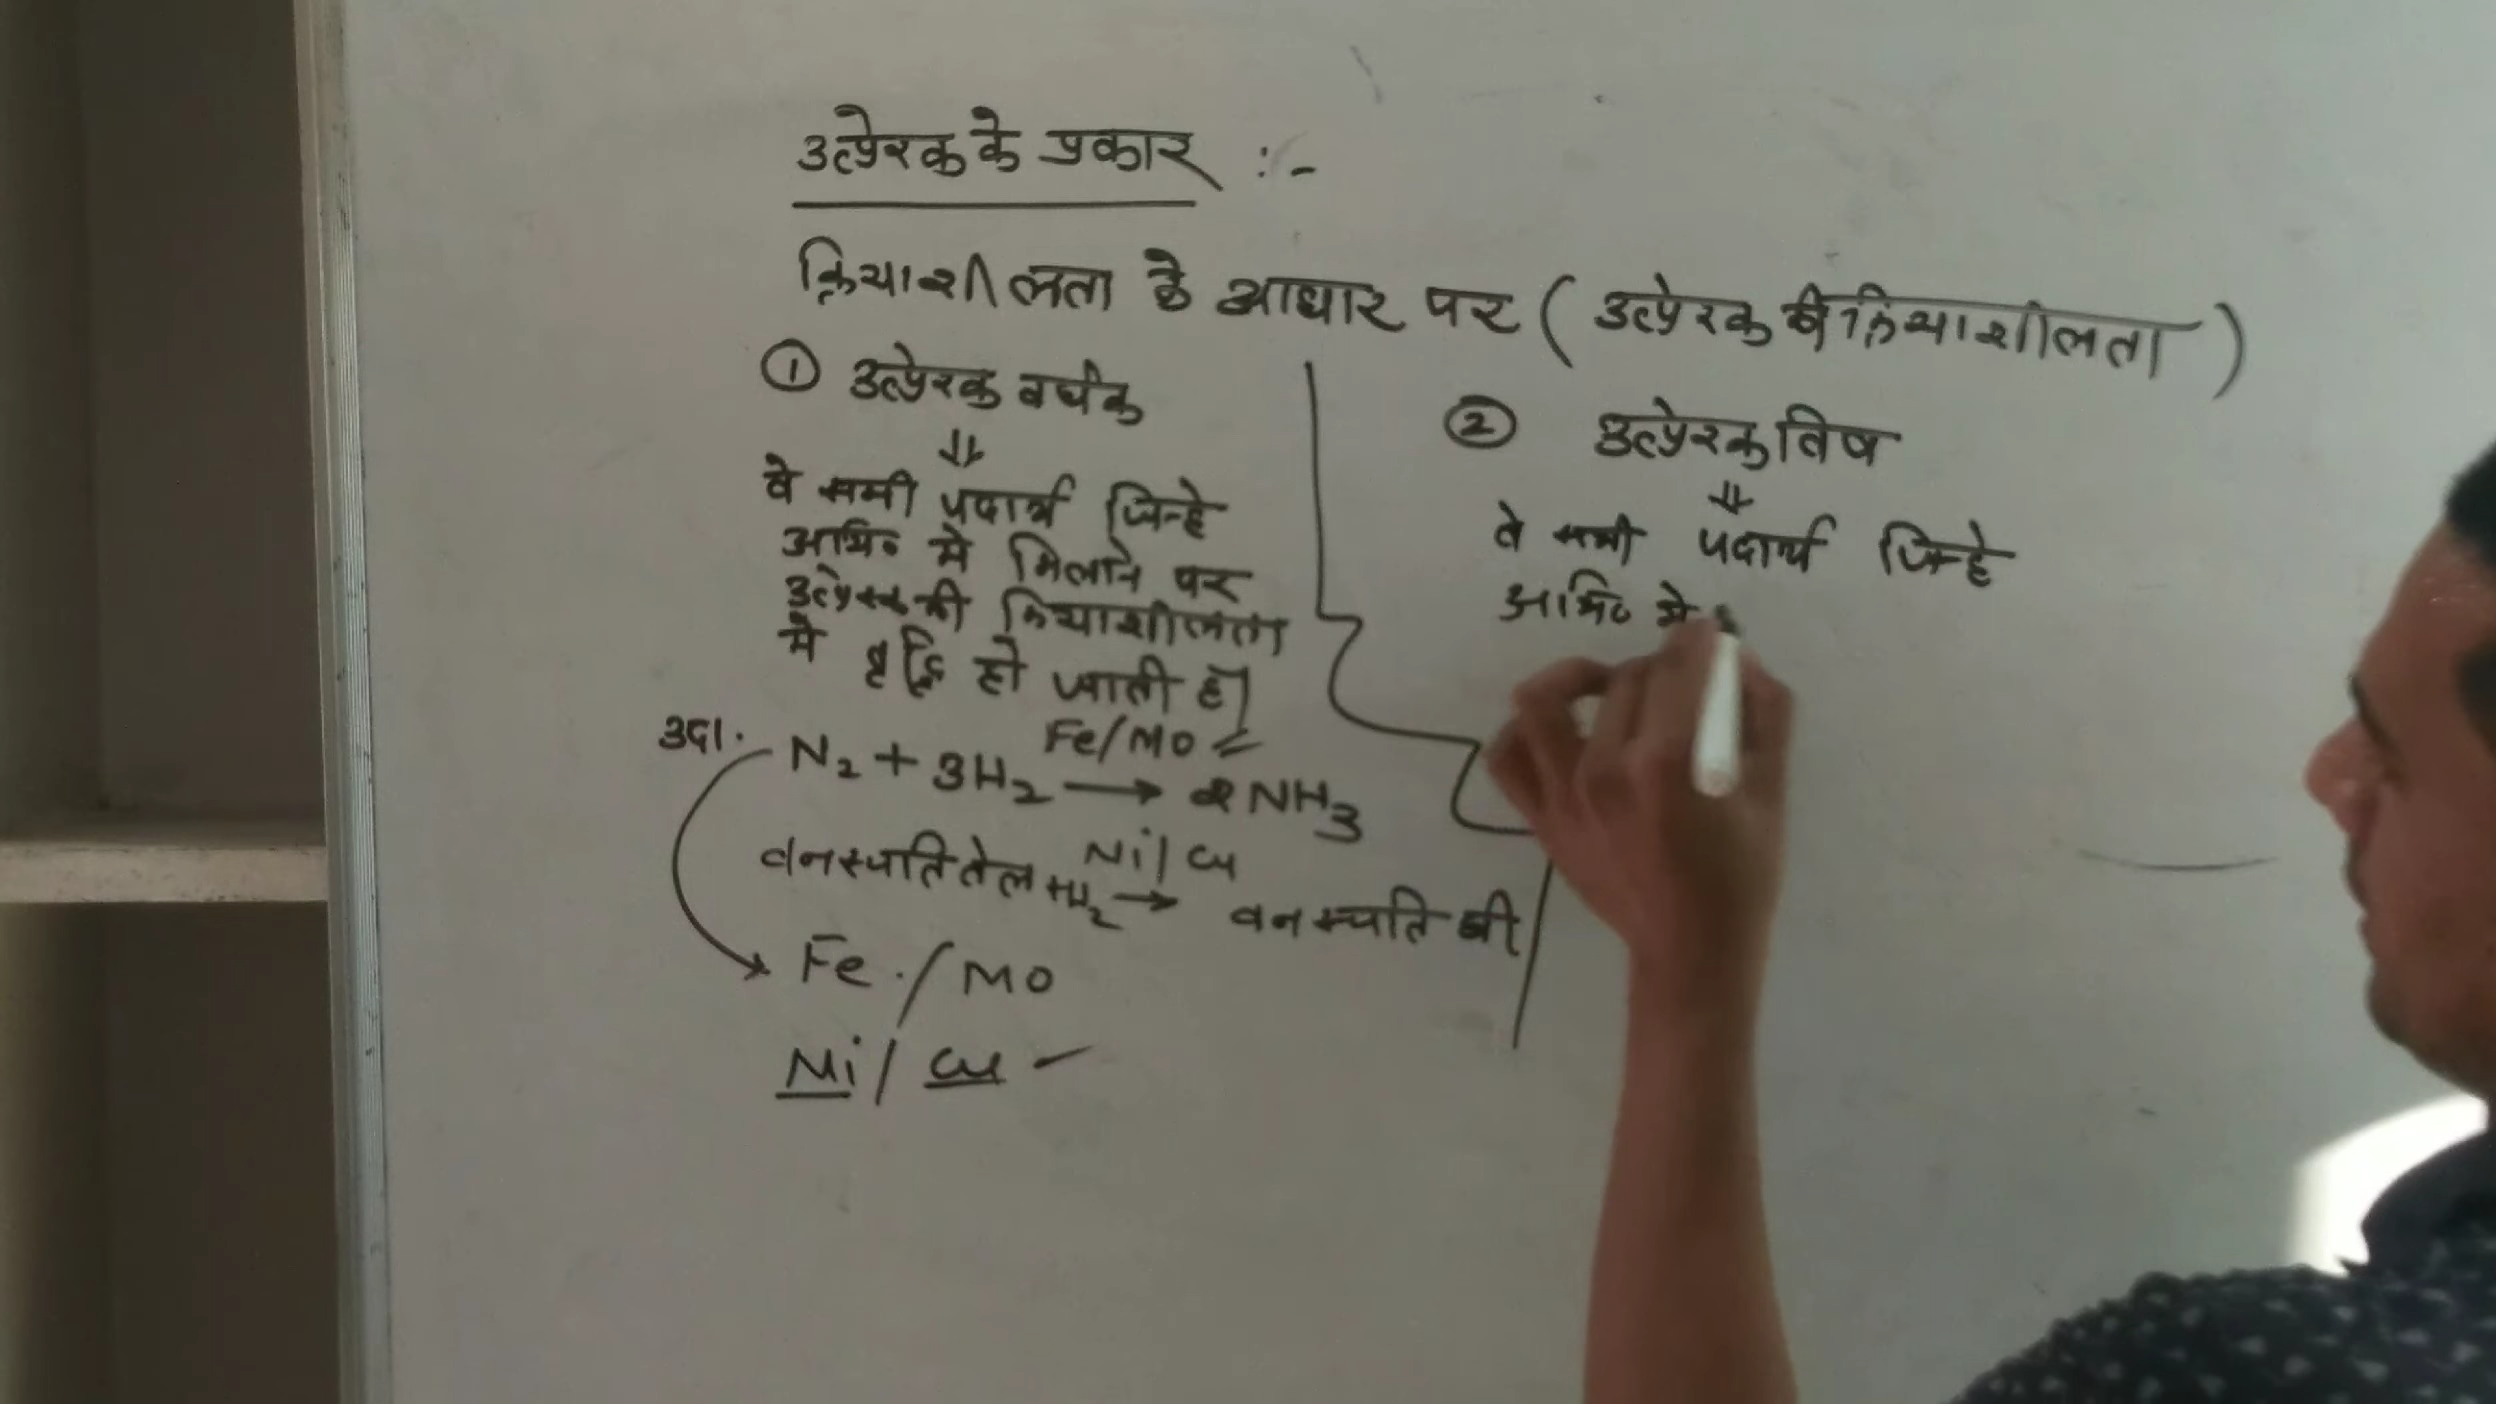 उत्प्रेरक के प्रकार :-
क्रियाशीलता के आधार पर ( उत्प्रेरक की क्रियाशीलता )
① उत्प्रेरक वर्धक
⇓
वे सभी पदार्थ जिन्हे
अभि० में मिलाने पर
उत्प्रेरक की क्रियाशीलता
में वृद्धि हो जाती है।
उदा. N₂ + 3H₂ Fe/Mo → 2NH₃
वनस्पति तेल + H₂ Ni/Cu → वनस्पति घी
Fe / Mo
Ni / Cu
② उत्प्रेरक विष
⇓
वे सभी पदार्थ जिन्हे
अभि० में